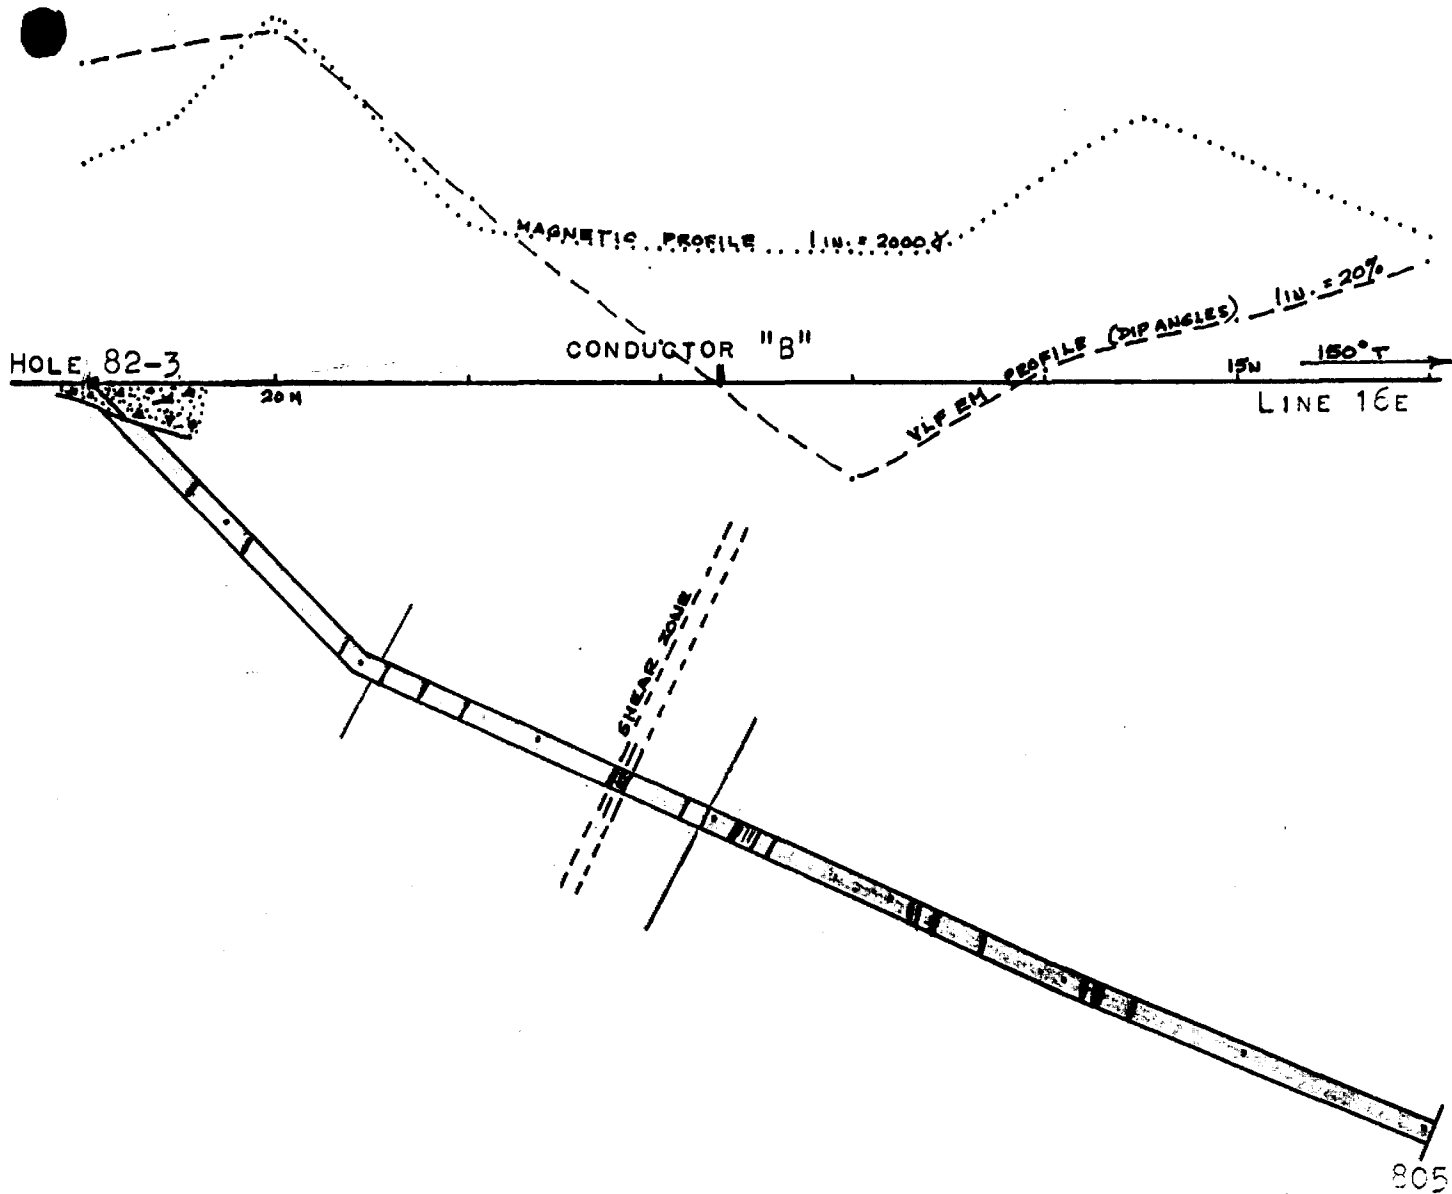 MAGNETIC PROFILE 1 IN. = 2000 γ
VLF EM PROFILE (DIP ANGLES) 1 IN. = 20%
CONDUCTOR "B"
HOLE 82-3
20 N
15N
150° T
LINE 16E
SHEAR ZONE
805